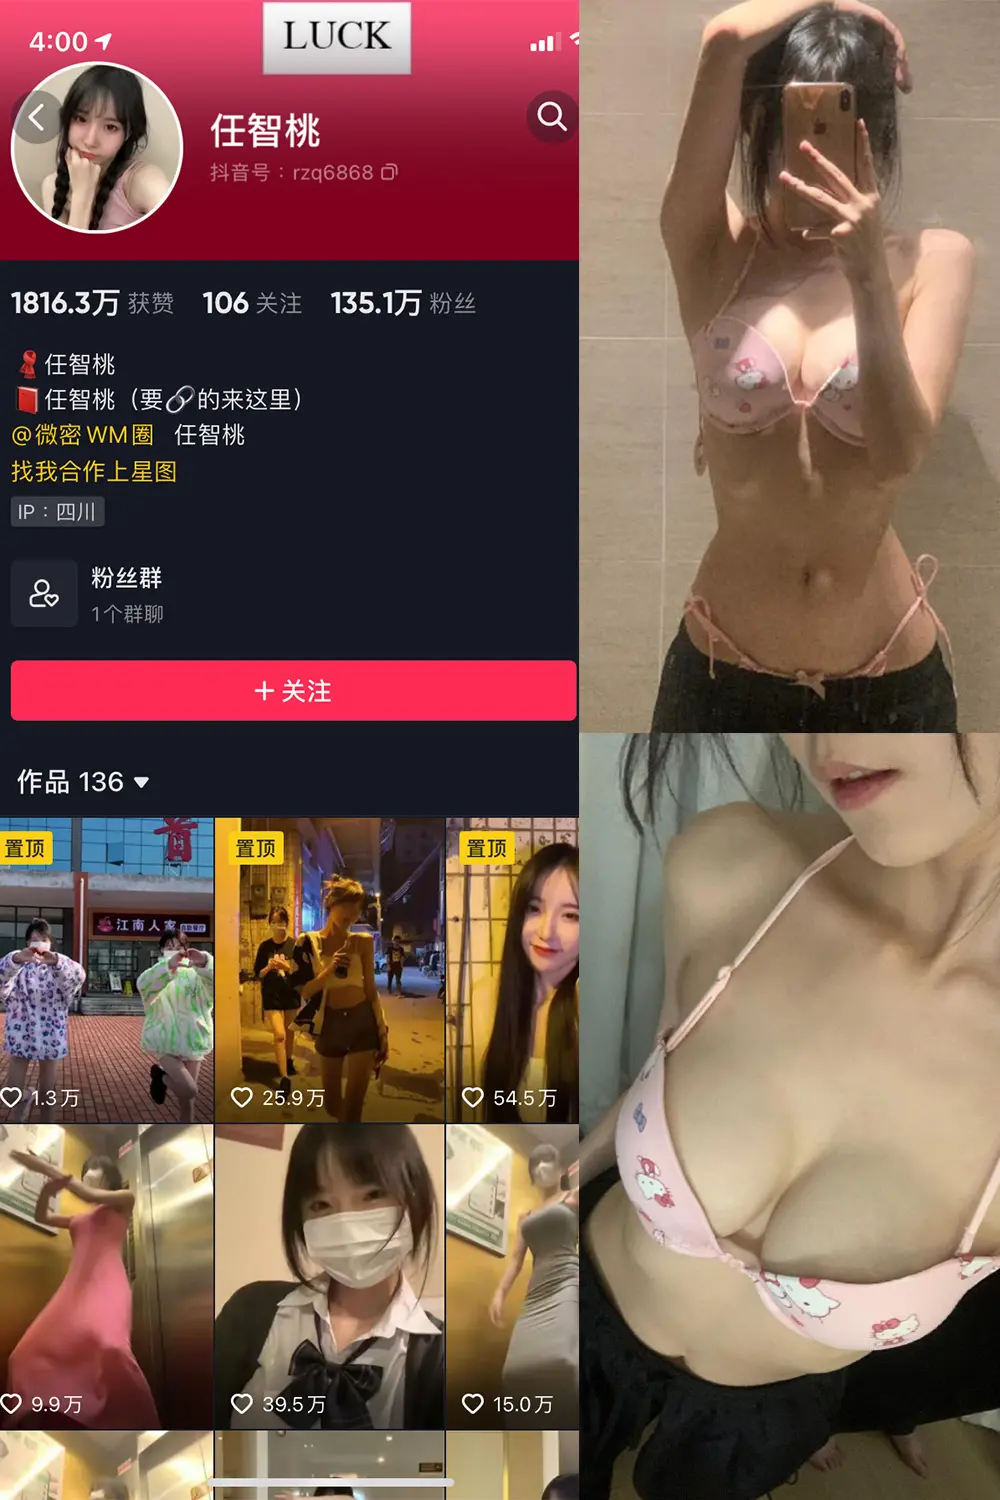 4:00
LUCK
任智桃
抖音号：rzq6868
1816.3万 获赞 106 关注 135.1万 粉丝
任智桃
任智桃（要🔗的来这里）
@微密WM圈 任智桃
找我合作上星图
IP：四川
粉丝群
1个群聊
+ 关注
作品 136
置顶
置顶
置顶
江南人家
1.3万
25.9万
54.5万
9.9万
39.5万
15.0万